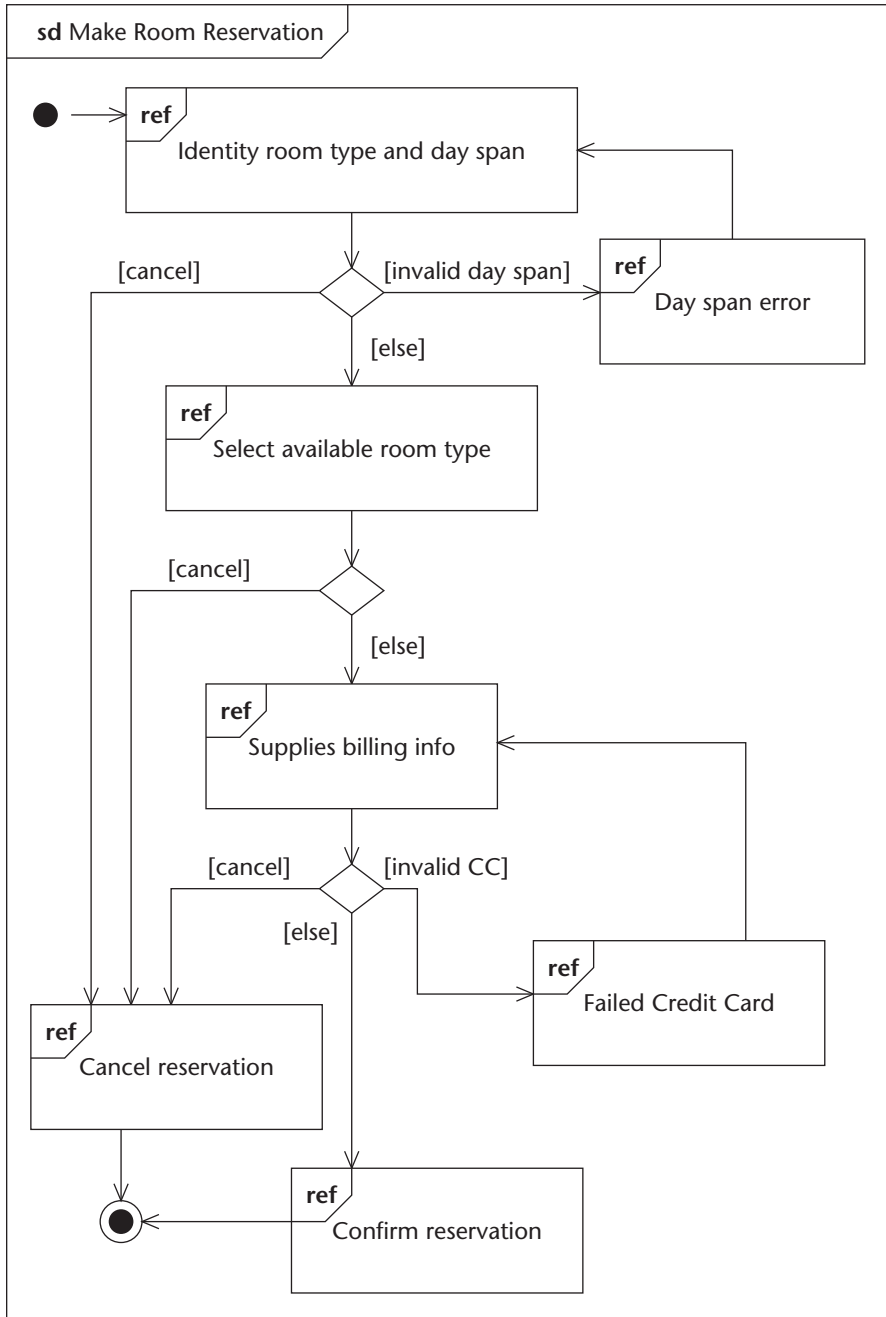 sd Make Room Reservation
ref
Identity room type and day span
[cancel]
[invalid day span]
ref
Day span error
[else]
ref
Select available room type
[cancel]
[else]
ref
Supplies billing info
[cancel]
[invalid CC]
[else]
ref
Failed Credit Card
ref
Cancel reservation
ref
Confirm reservation